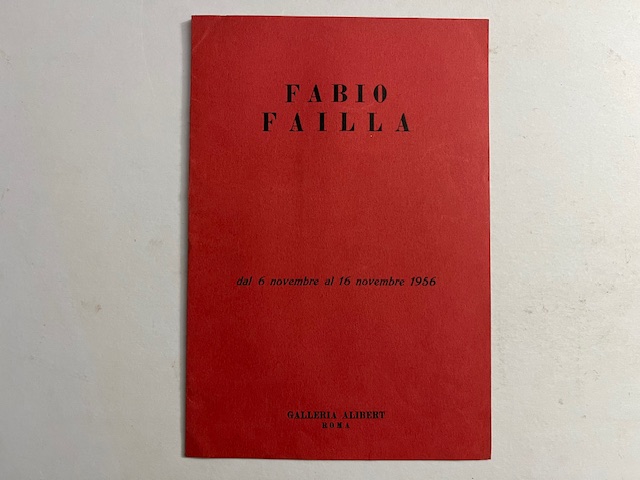 FABIO
FAILLA
dal 6 novembre al 16 novembre 1956
GALLERIA ALIBERT
ROMA